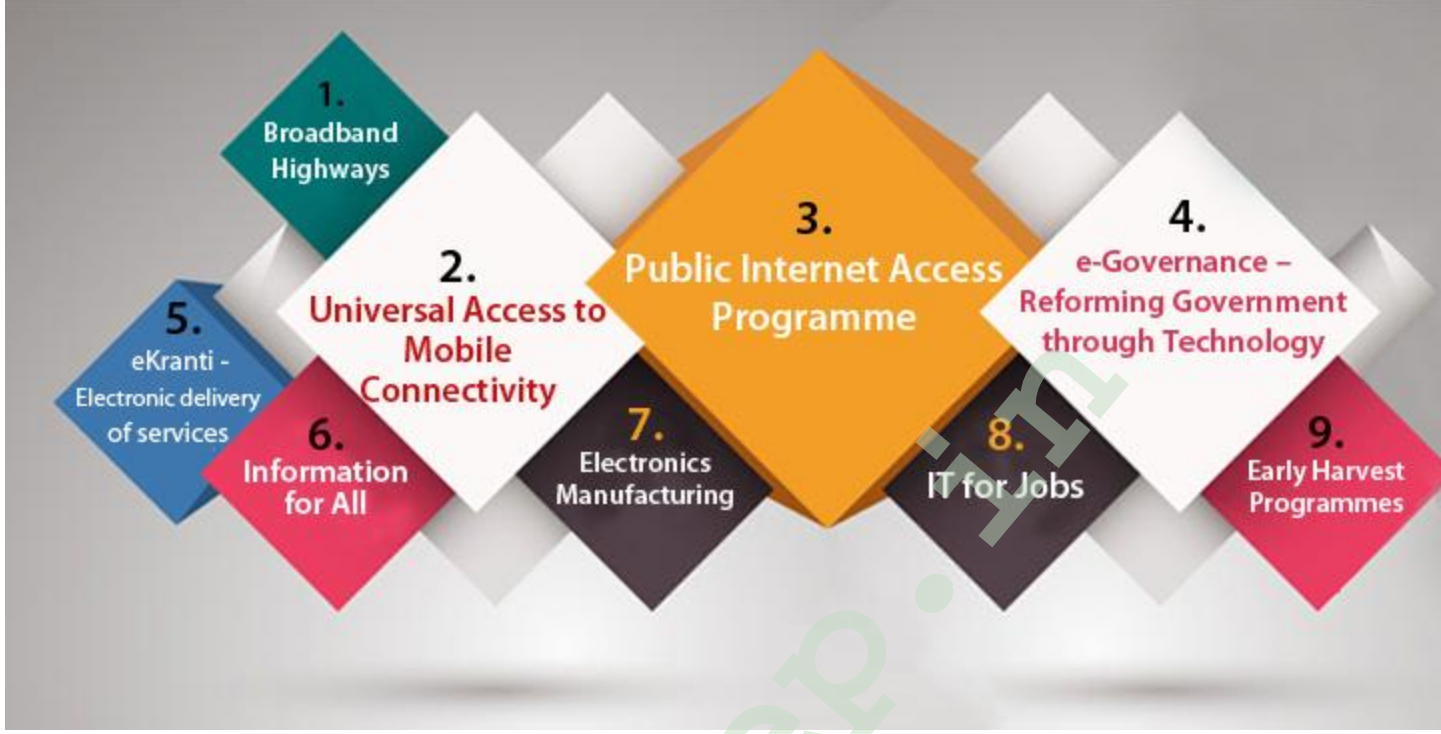 1.
Broadband
Highways
2.
Universal Access to
Mobile
Connectivity
3.
Public Internet Access
Programme
4.
e-Governance –
Reforming Government
through Technology
5.
eKranti -
Electronic delivery
of services
6.
Information
for All
7.
Electronics
Manufacturing
8.
IT for Jobs
9.
Early Harvest
Programmes
ep.in